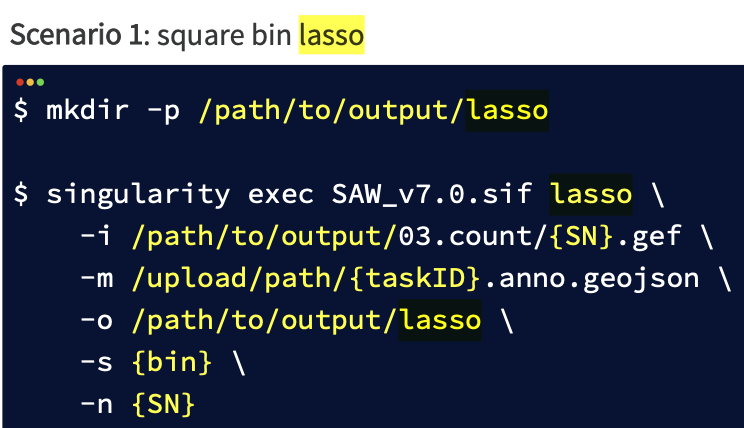 Scenario 1: square bin lasso
$ mkdir -p /path/to/output/lasso
$ singularity exec SAW_v7.0.sif lasso \
-i /path/to/output/03.count/{SN}.gef \
-m /upload/path/{taskID}.anno.geojson \
-o /path/to/output/lasso \
-s {bin} \
-n {SN}